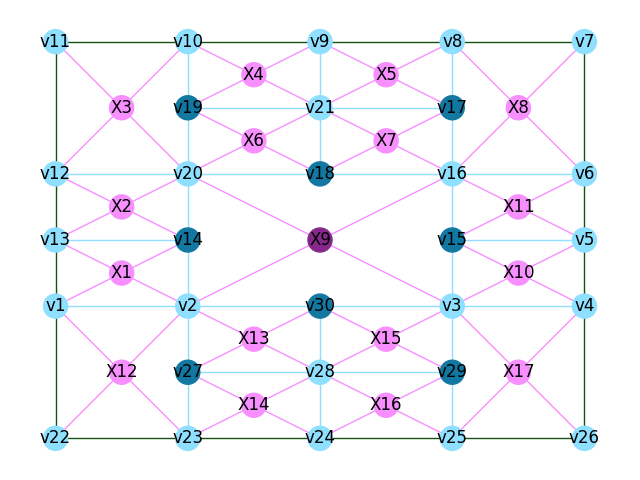 v11 v10 v9 v8 v7
X4 X5
v19 X3 v21 v17 X8
X6 X7
v12 v20 v18 v16 v6
X2 X11
v13 v14 X9 v15 v5
X1 X10
v1 v2 v30 v3 v4
X13 X15
X12 v27 v28 v29 X17
X14 X16
v22 v23 v24 v25 v26